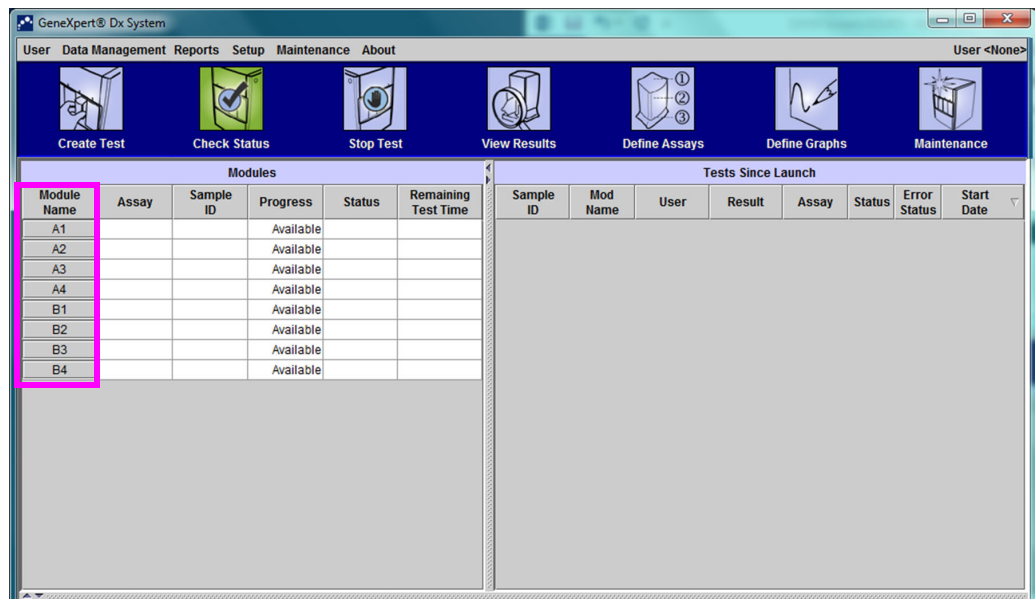 GeneXpert® Dx System
User Data Management Reports Setup Maintenance About User <None>
Create Test Check Status Stop Test View Results Define Assays Define Graphs Maintenance
① ② ③
Modules
Module Name Assay Sample ID Progress Status Remaining Test Time
A1 Available
A2 Available
A3 Available
A4 Available
B1 Available
B2 Available
B3 Available
B4 Available
Tests Since Launch
Sample ID Mod Name User Result Assay Status Error Status Start Date